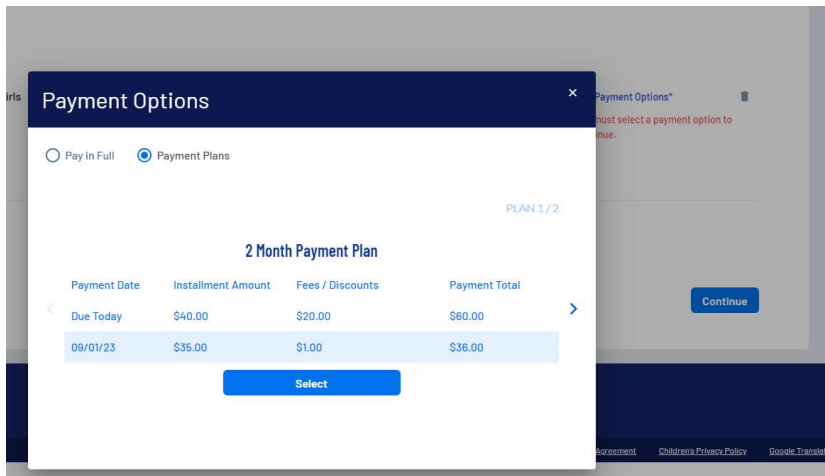 irls
Payment Options
×
Payment Options*
must select a payment option to
inue.
Pay in Full
Payment Plans
PLAN 1 / 2
2 Month Payment Plan
Payment Date Installment Amount Fees / Discounts Payment Total
Due Today $40.00 $20.00 $60.00
09/01/23 $35.00 $1.00 $36.00
Continue
Select
Agreement Children's Privacy Policy Google Translat